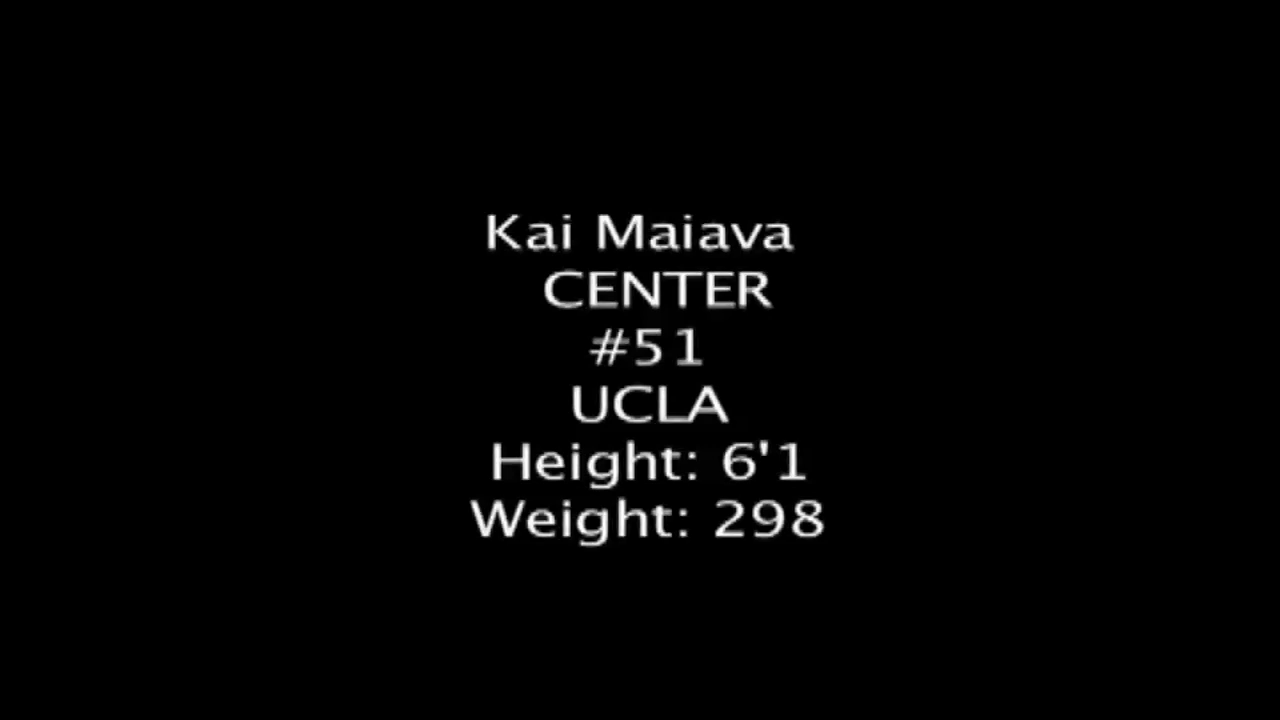 Kai Maiava
CENTER
#51
UCLA
Height: 6'1
Weight: 298